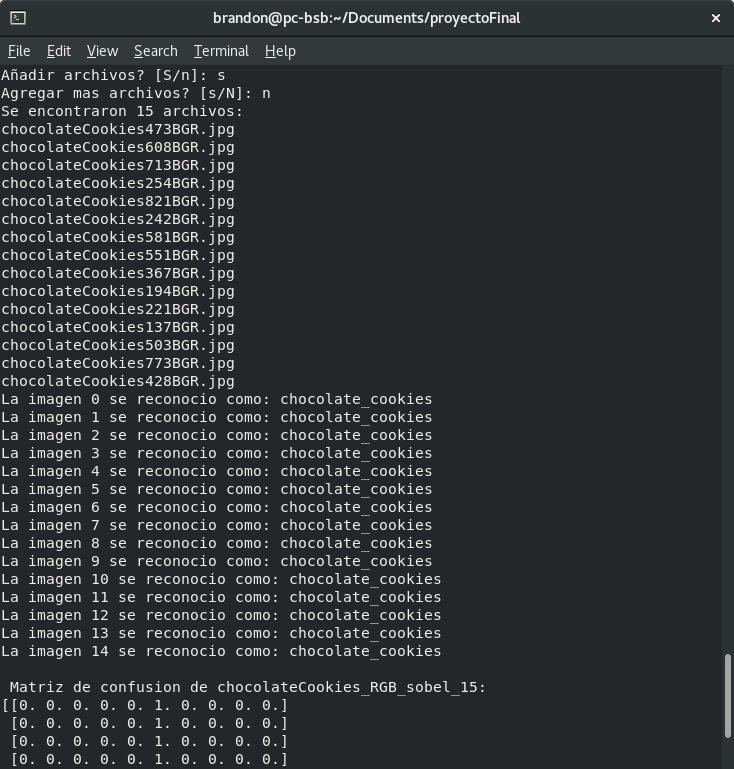 brandon@pc-bsb:~/Documents/proyectoFinal ×
File Edit View Search Terminal Help
Añadir archivos? [S/n]: s
Agregar mas archivos? [s/N]: n
Se encontraron 15 archivos:
chocolateCookies473BGR.jpg
chocolateCookies608BGR.jpg
chocolateCookies713BGR.jpg
chocolateCookies254BGR.jpg
chocolateCookies821BGR.jpg
chocolateCookies242BGR.jpg
chocolateCookies581BGR.jpg
chocolateCookies551BGR.jpg
chocolateCookies367BGR.jpg
chocolateCookies194BGR.jpg
chocolateCookies221BGR.jpg
chocolateCookies137BGR.jpg
chocolateCookies503BGR.jpg
chocolateCookies773BGR.jpg
chocolateCookies428BGR.jpg
La imagen 0 se reconocio como: chocolate_cookies
La imagen 1 se reconocio como: chocolate_cookies
La imagen 2 se reconocio como: chocolate_cookies
La imagen 3 se reconocio como: chocolate_cookies
La imagen 4 se reconocio como: chocolate_cookies
La imagen 5 se reconocio como: chocolate_cookies
La imagen 6 se reconocio como: chocolate_cookies
La imagen 7 se reconocio como: chocolate_cookies
La imagen 8 se reconocio como: chocolate_cookies
La imagen 9 se reconocio como: chocolate_cookies
La imagen 10 se reconocio como: chocolate_cookies
La imagen 11 se reconocio como: chocolate_cookies
La imagen 12 se reconocio como: chocolate_cookies
La imagen 13 se reconocio como: chocolate_cookies
La imagen 14 se reconocio como: chocolate_cookies
Matriz de confusion de chocolateCookies_RGB_sobel_15:
[[0. 0. 0. 0. 0. 1. 0. 0. 0. 0.]
[0. 0. 0. 0. 0. 1. 0. 0. 0. 0.]
[0. 0. 0. 0. 0. 1. 0. 0. 0. 0.]
[0. 0. 0. 0. 0. 1. 0. 0. 0. 0.]